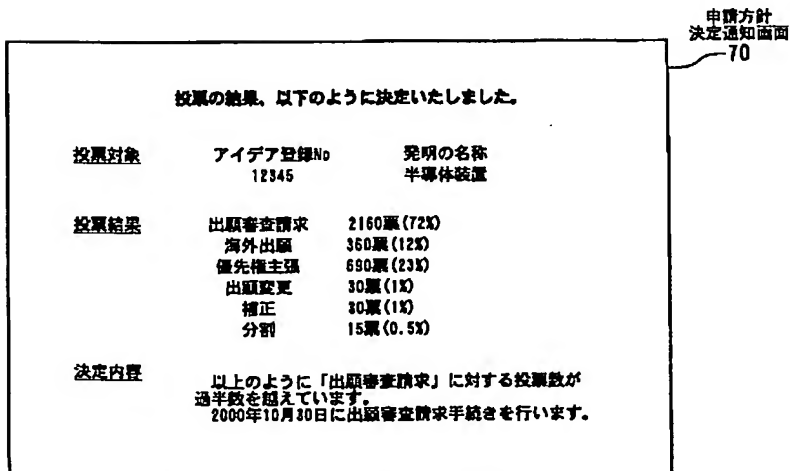 申請方針
決定通知画面
70
投票の結果、以下のように決定いたしました。
投票対象 アイデア登録No 発明の名称
12345 半導体装置
投票結果 出願審査請求 2160票(72%)
海外出願 360票(12%)
優先権主張 690票(23%)
出願変更 30票(1%)
補正 30票(1%)
分割 15票(0.5%)
決定内容 以上のように「出願審査請求」に対する投票数が
過半数を越えています。
2000年10月30日に出願審査請求手続きを行います。